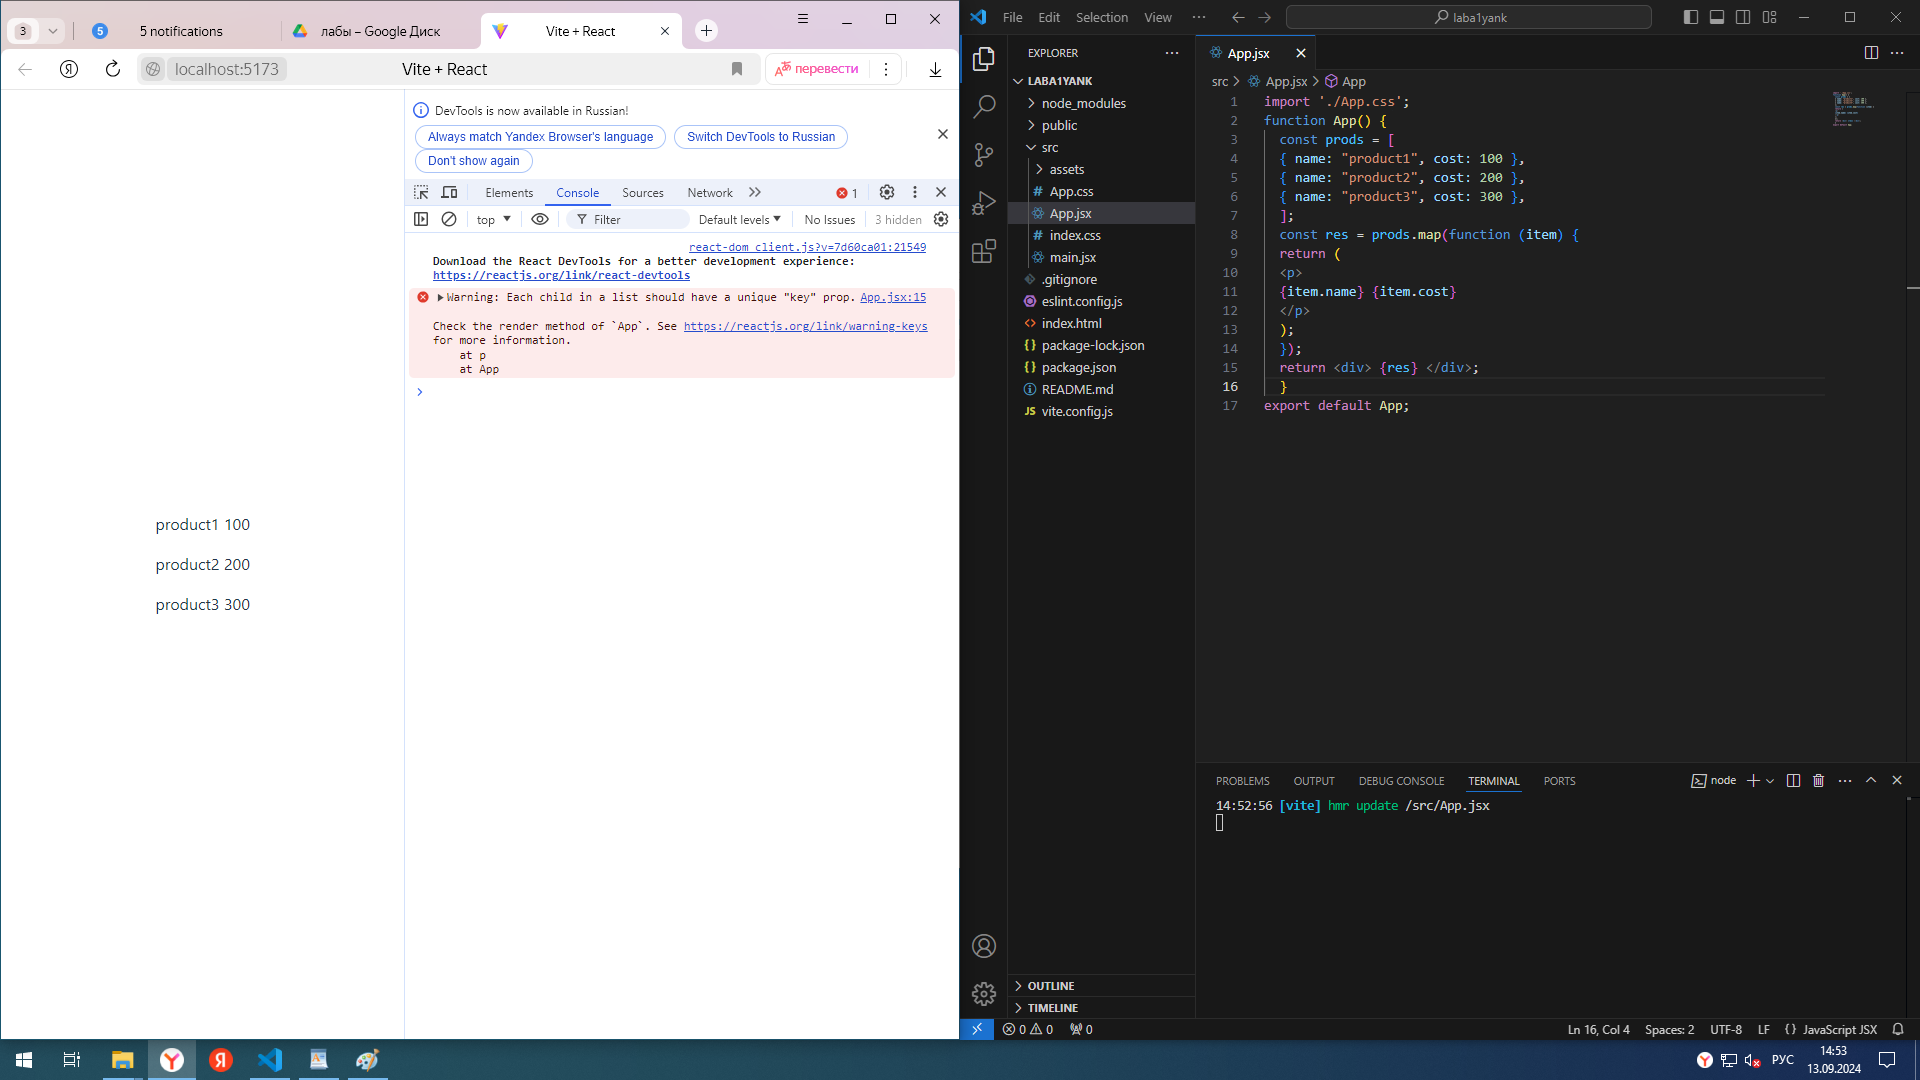 3
5
5 notifications
лабы – Google Диск
Vite + React
localhost:5173
Vite + React
перевести
DevTools is now available in Russian!
Always match Yandex Browser's language
Switch DevTools to Russian
Don't show again
Elements
Console
Sources
Network
1
top
Filter
Default levels
No Issues
3 hidden
react-dom_client.js?v=7d60ca01:21549
Download the React DevTools for a better development experience:
https://reactjs.org/link/react-devtools
Warning: Each child in a list should have a unique "key" prop. App.jsx:15
Check the render method of `App`. See https://reactjs.org/link/warning-keys
for more information.
at p
at App
product1 100
product2 200
product3 300
File Edit Selection View
laba1yank
EXPLORER
LABA1YANK
node_modules
public
src
assets
App.css
App.jsx
index.css
main.jsx
.gitignore
eslint.config.js
index.html
package-lock.json
package.json
README.md
JS vite.config.js
OUTLINE
TIMELINE
App.jsx
src > App.jsx > App
1 import './App.css';
2 function App() {
3 const prods = [
4 { name: "product1", cost: 100 },
5 { name: "product2", cost: 200 },
6 { name: "product3", cost: 300 },
7 ];
8 const res = prods.map(function (item) {
9 return (
10 <p>
11 {item.name} {item.cost}
12 </p>
13 );
14 });
15 return <div> {res} </div>;
16 }
17 export default App;
PROBLEMS OUTPUT DEBUG CONSOLE TERMINAL PORTS
node
14:52:56 [vite] hmr update /src/App.jsx
0 0 0
Ln 16, Col 4 Spaces: 2 UTF-8 LF {} JavaScript JSX
РУС
14:53
13.09.2024